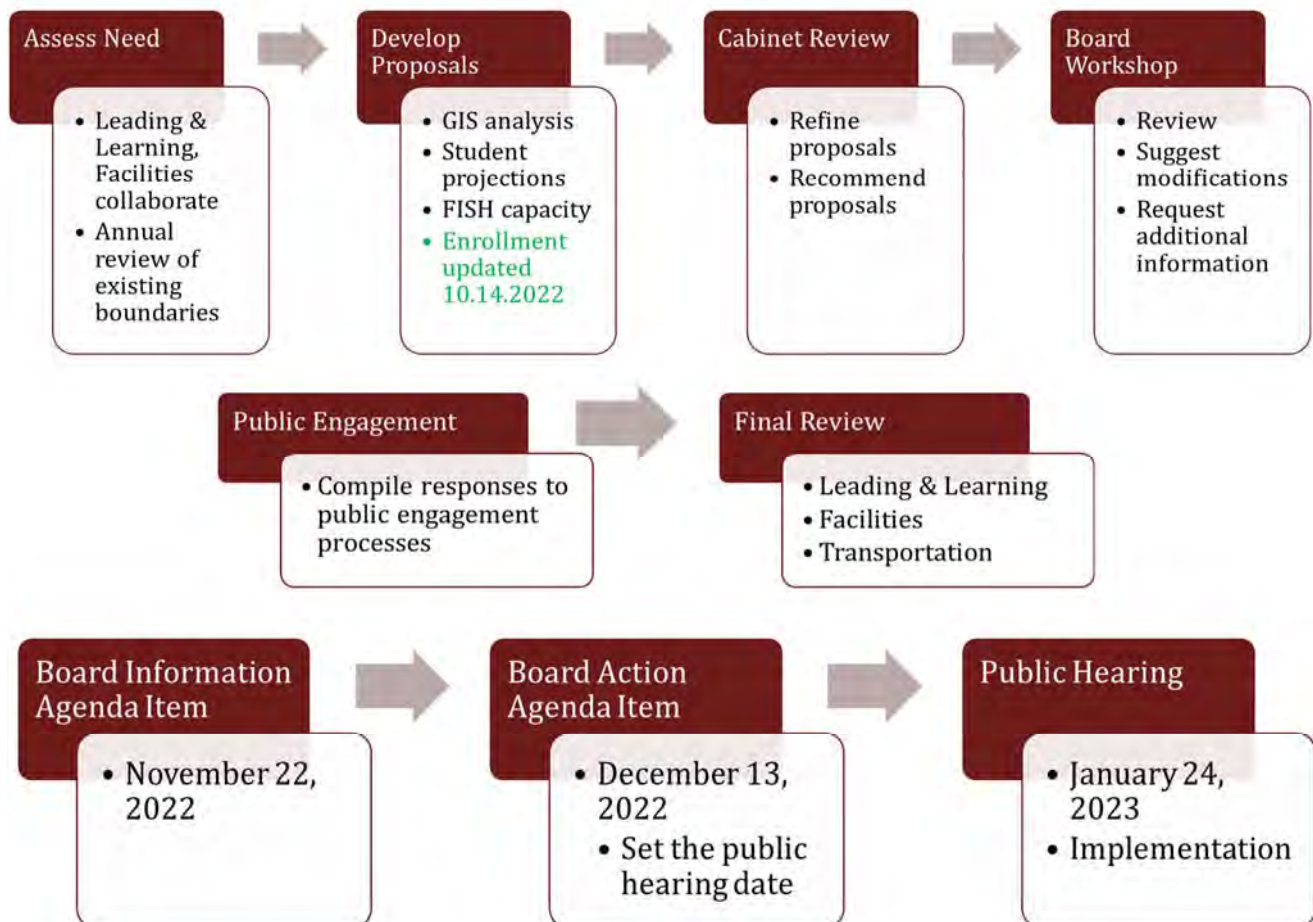 Assess Need
• Leading &
Learning,
Facilities
collaborate
• Annual
review of
existing
boundaries
Develop
Proposals
• GIS analysis
• Student
projections
• FISH capacity
• Enrollment
updated
10.14.2022
Cabinet Review
• Refine
proposals
• Recommend
proposals
Board
Workshop
• Review
• Suggest
modifications
• Request
additional
information
Public Engagement
• Compile responses to
public engagement
processes
Final Review
• Leading & Learning
• Facilities
• Transportation
Board Information
Agenda Item
• November 22,
2022
Board Action
Agenda Item
• December 13,
2022
• Set the public
hearing date
Public Hearing
• January 24,
2023
• Implementation